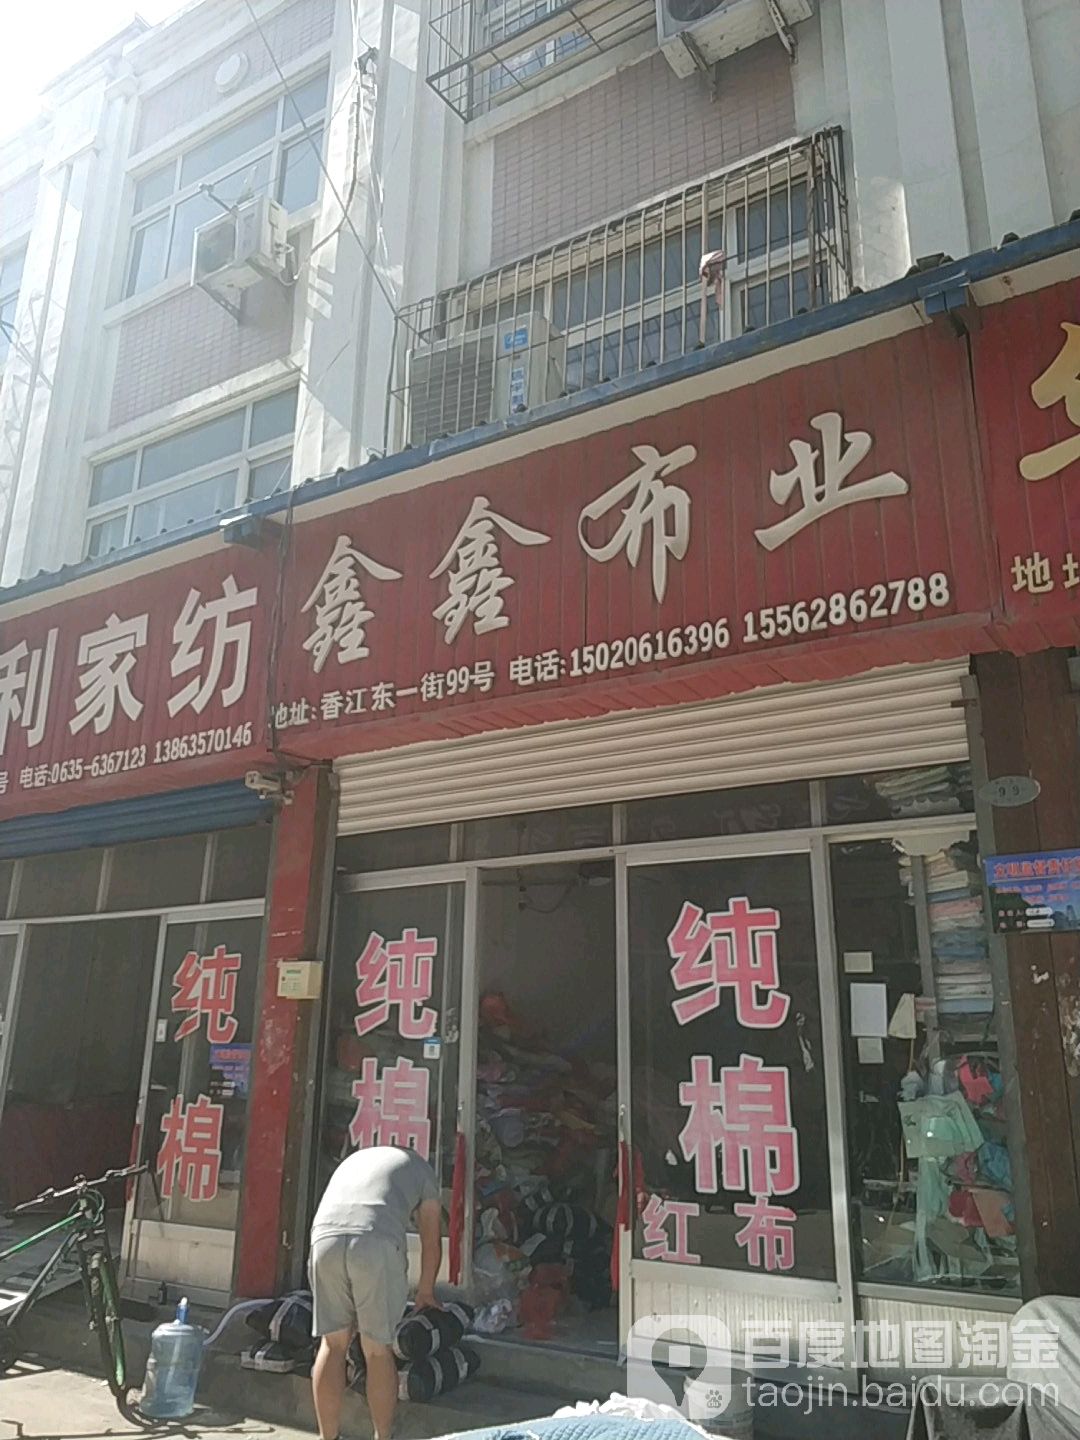 鑫鑫布业
地址:香江东一街99号 电话:15020616396 15562862788
利家纺
号 电话:0635-6367123 13863570146
地址
99
纯棉
纯棉
纯棉
红布
百度地图淘金
taojin.baidu.com